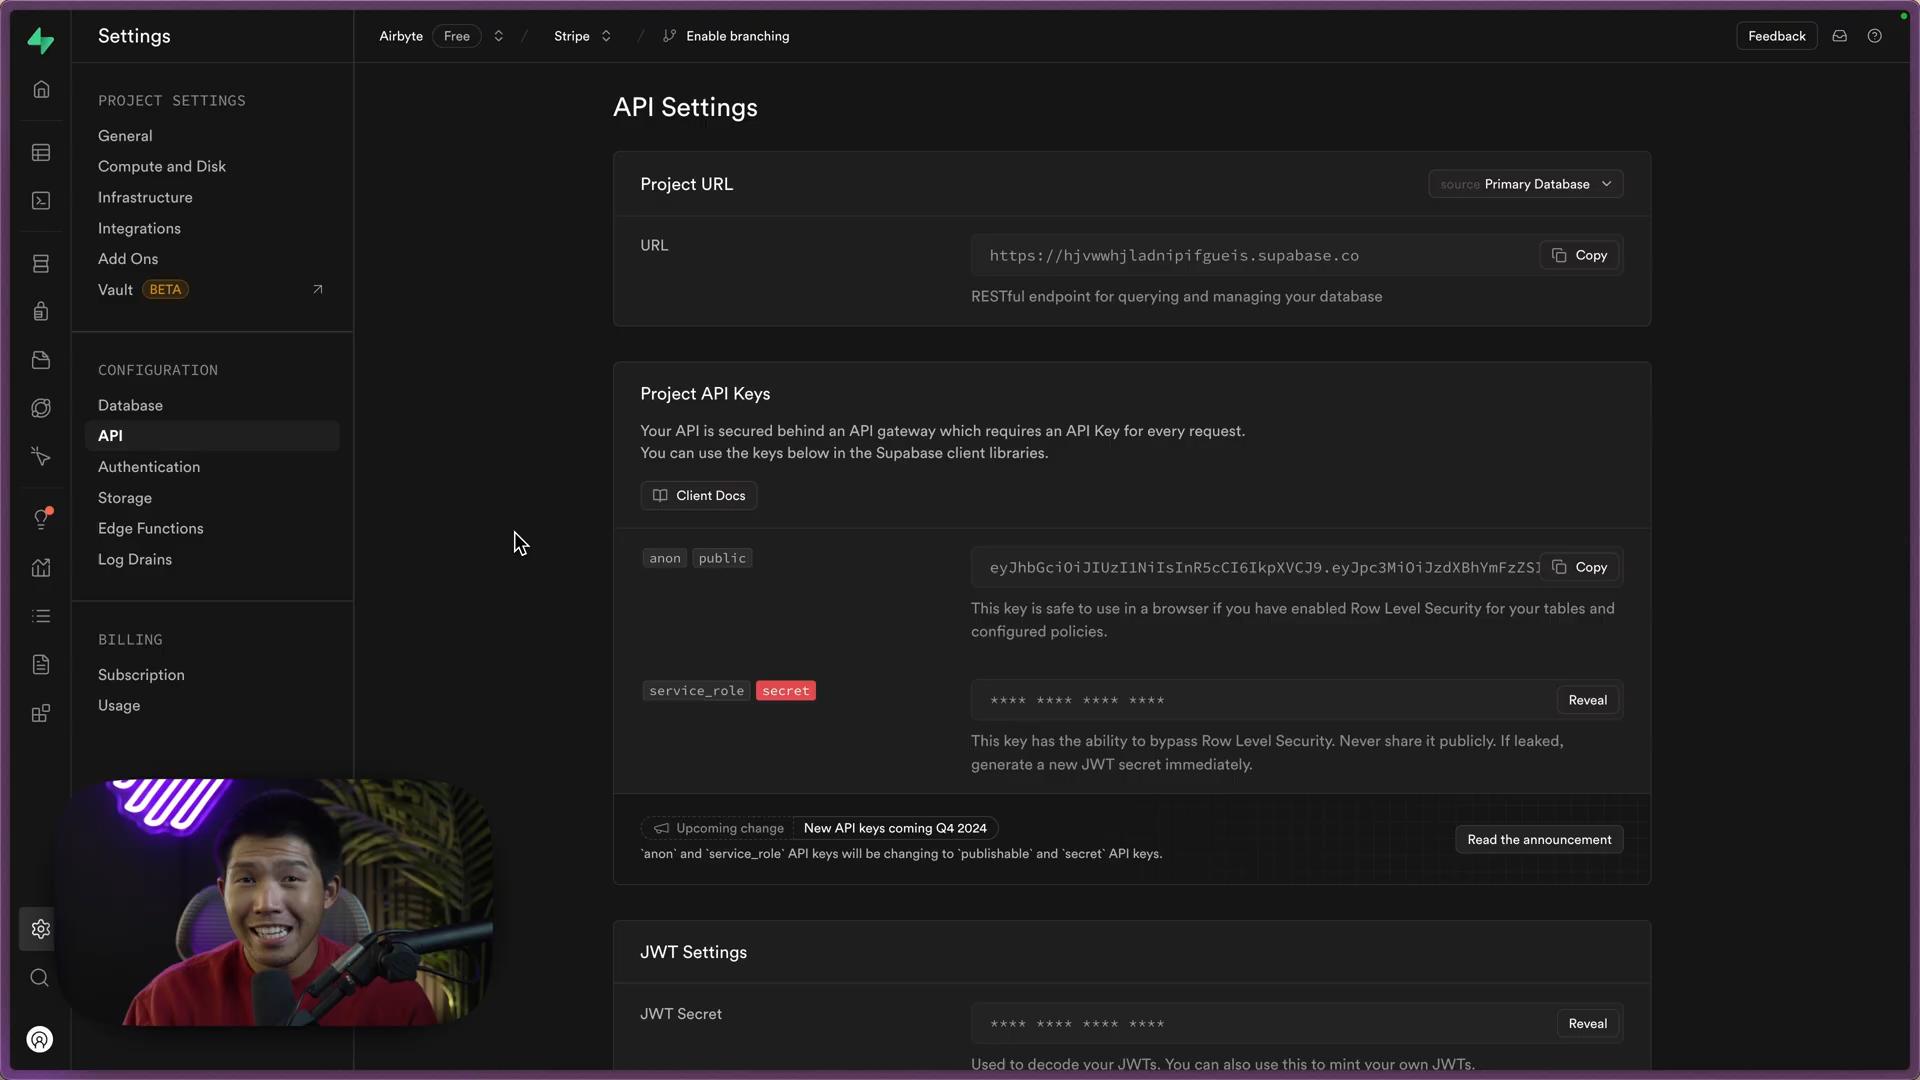 Settings
Airbyte Free / Stripe / Enable branching
Feedback
PROJECT SETTINGS
General
Compute and Disk
Infrastructure
Integrations
Add Ons
Vault BETA
CONFIGURATION
Database
API
Authentication
Storage
Edge Functions
Log Drains
BILLING
Subscription
Usage
API Settings
Project URL
source Primary Database
URL
https://hjvwwhjladnipifgueis.supabase.co
Copy
RESTful endpoint for querying and managing your database
Project API Keys
Your API is secured behind an API gateway which requires an API Key for every request.
You can use the keys below in the Supabase client libraries.
Client Docs
anon public
eyJhbGciOiJIUzI1NiIsInR5cCI6IkpXVCJ9.eyJpc3MiOiJzdXBhYmFzZSI
Copy
This key is safe to use in a browser if you have enabled Row Level Security for your tables and
configured policies.
service_role secret
**** **** **** ****
Reveal
This key has the ability to bypass Row Level Security. Never share it publicly. If leaked,
generate a new JWT secret immediately.
Upcoming change New API keys coming Q4 2024
`anon` and `service_role` API keys will be changing to `publishable` and `secret` API keys.
Read the announcement
JWT Settings
JWT Secret
**** **** **** ****
Reveal
Used to decode your JWTs. You can also use this to mint your own JWTs.